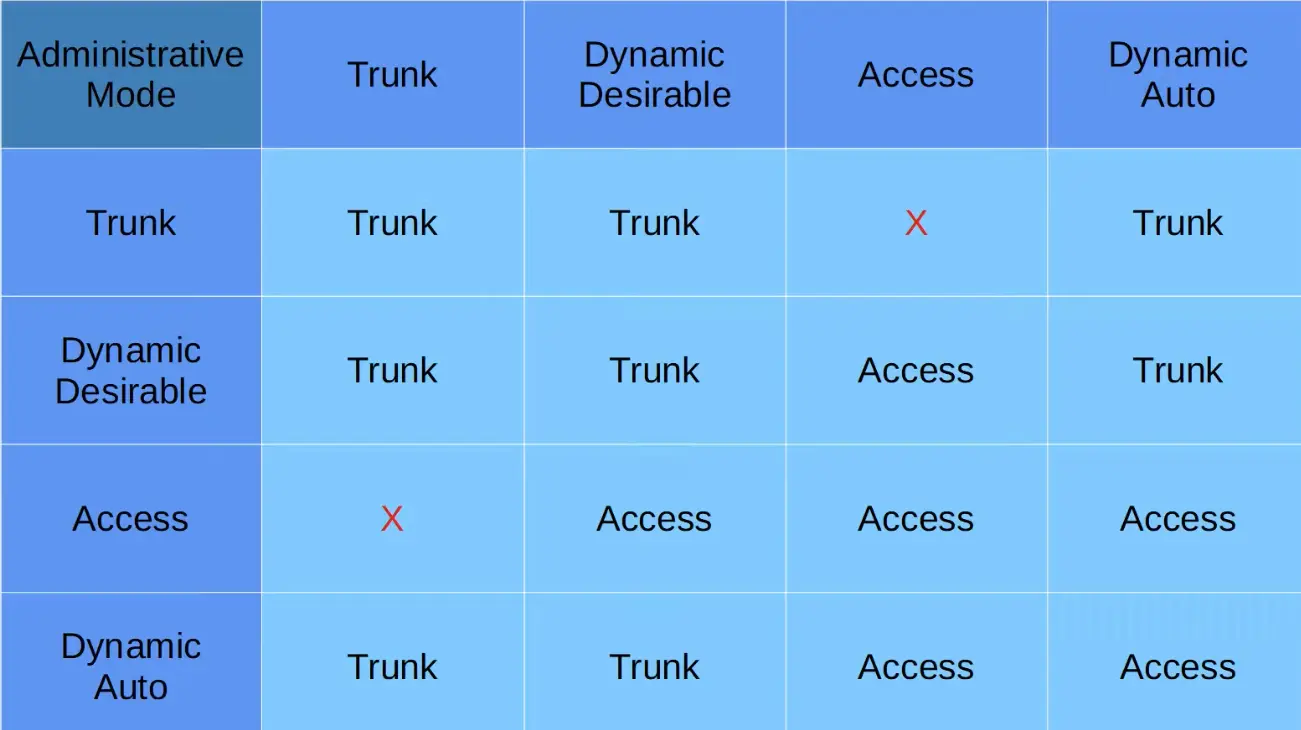 Administrative
Mode
Trunk
Dynamic
Desirable
Access
Dynamic
Auto
Trunk
Trunk
Trunk
X
Trunk
Dynamic
Desirable
Trunk
Trunk
Access
Trunk
Access
X
Access
Access
Access
Dynamic
Auto
Trunk
Trunk
Access
Access